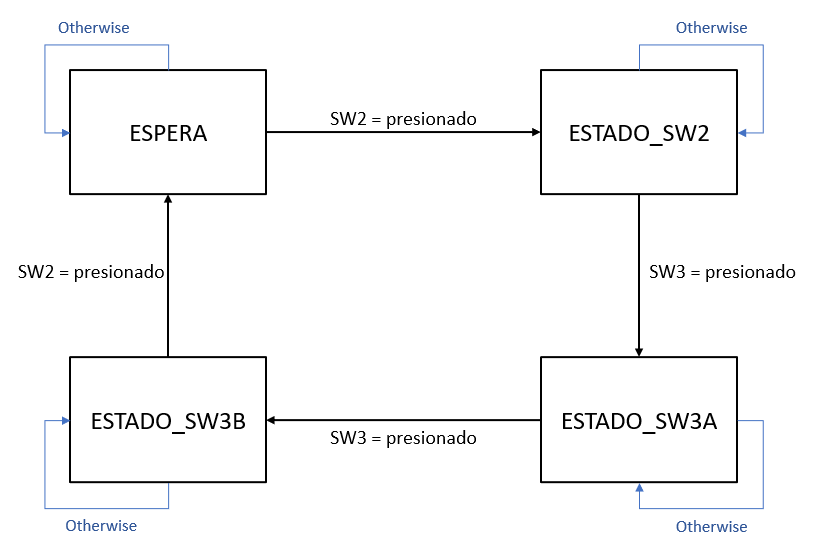 Otherwise
Otherwise
ESPERA
SW2 = presionado
ESTADO_SW2
SW2 = presionado
SW3 = presionado
ESTADO_SW3B
SW3 = presionado
ESTADO_SW3A
Otherwise
Otherwise